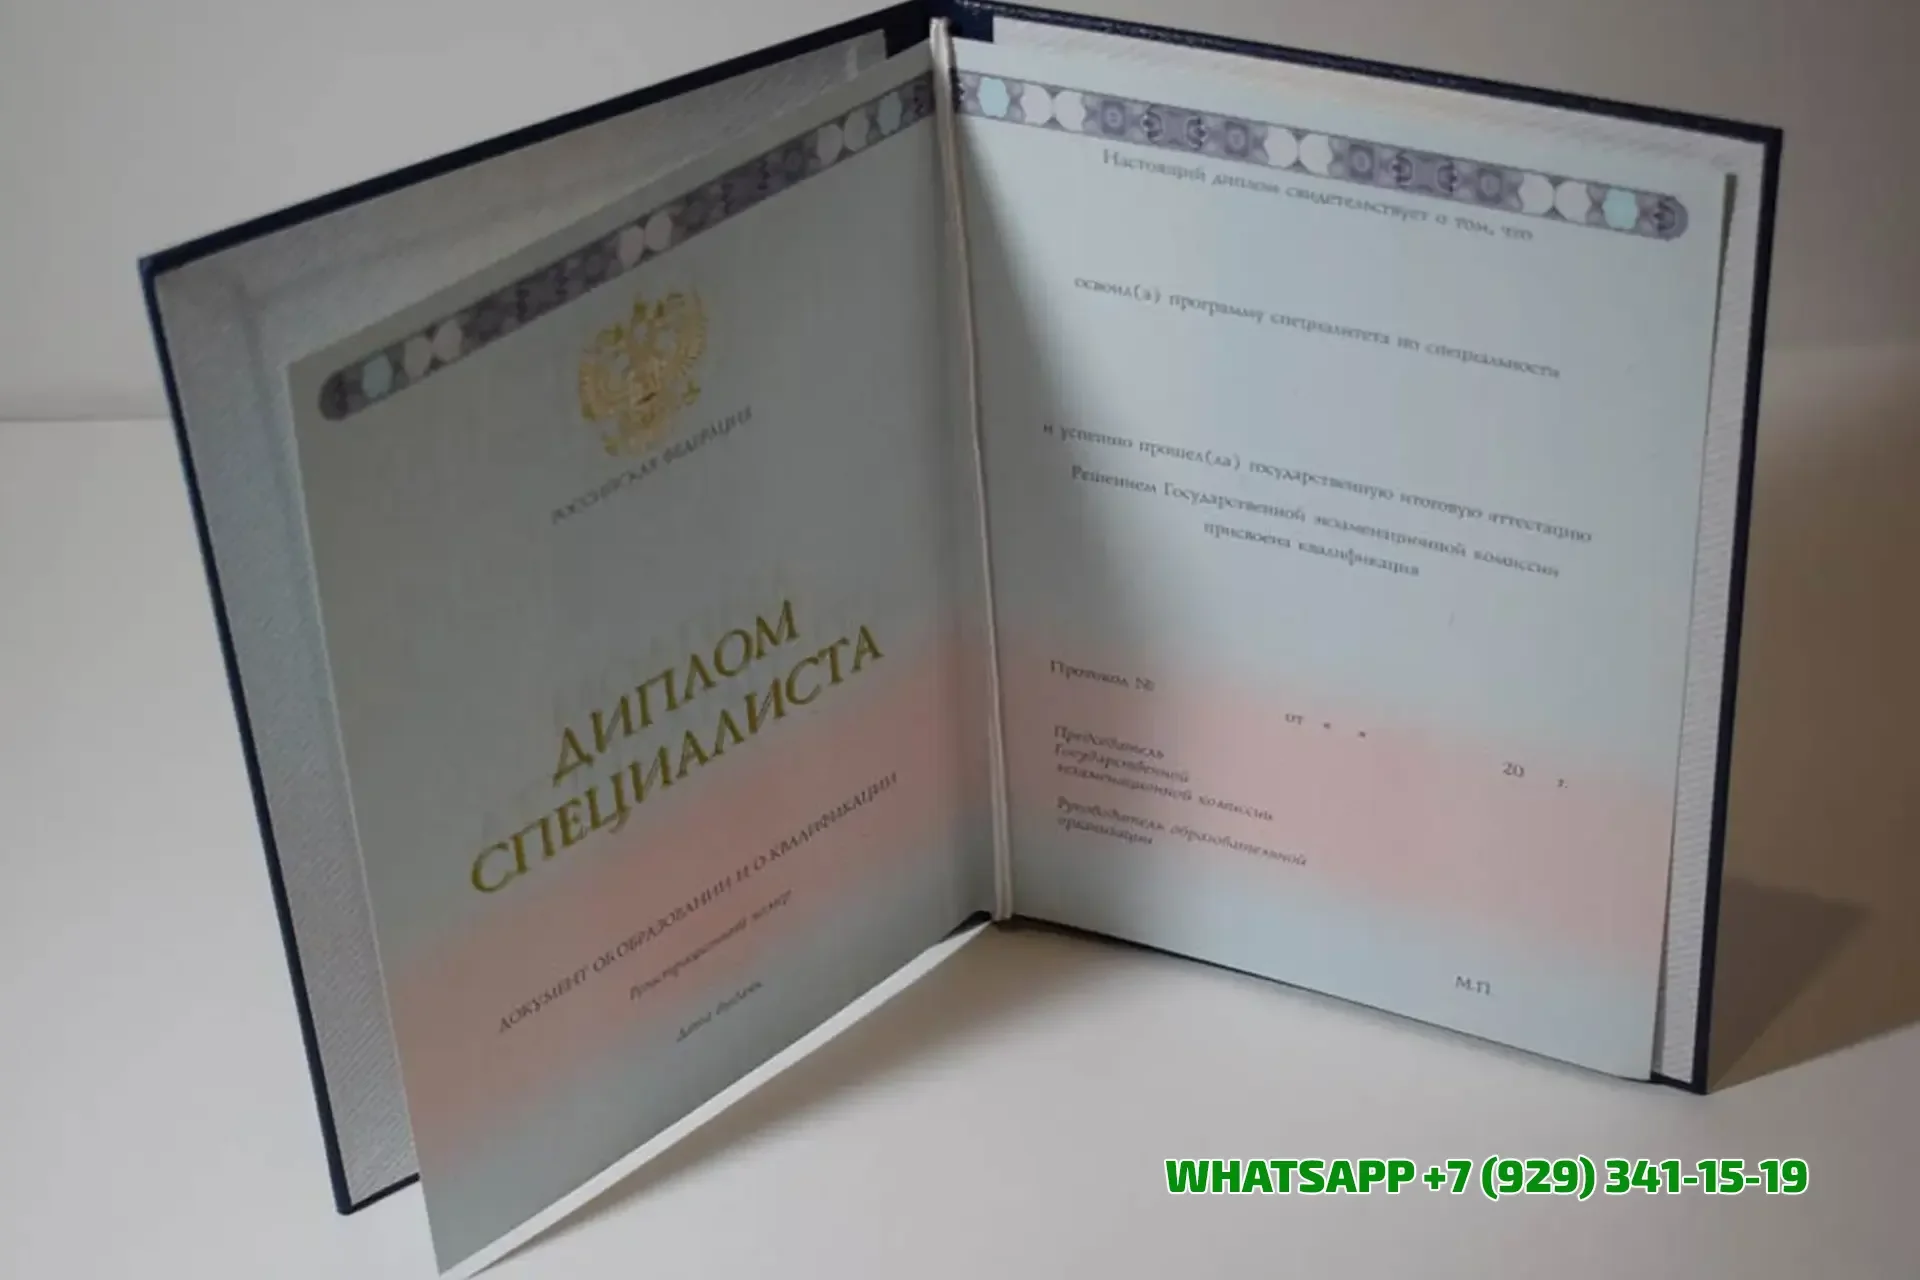 РОССИЙСКАЯ ФЕДЕРАЦИЯ
ДИПЛОМ
СПЕЦИАЛИСТА
ДОКУМЕНТ ОБ ОБРАЗОВАНИИ И О КВАЛИФИКАЦИИ
Регистрационный номер
Дата выдачи
Настоящий диплом свидетельствует о том, что
освоил(а) программу специалитета по специальности
и успешно прошел(ла) государственную итоговую аттестацию
Решением Государственной экзаменационной комиссии
присвоена квалификация
Протокол №
от « » 20 г.
Председатель
Государственной
экзаменационной комиссии
Руководитель образовательной
организации
М.П.
WHATSAPP +7 (929) 341-15-19